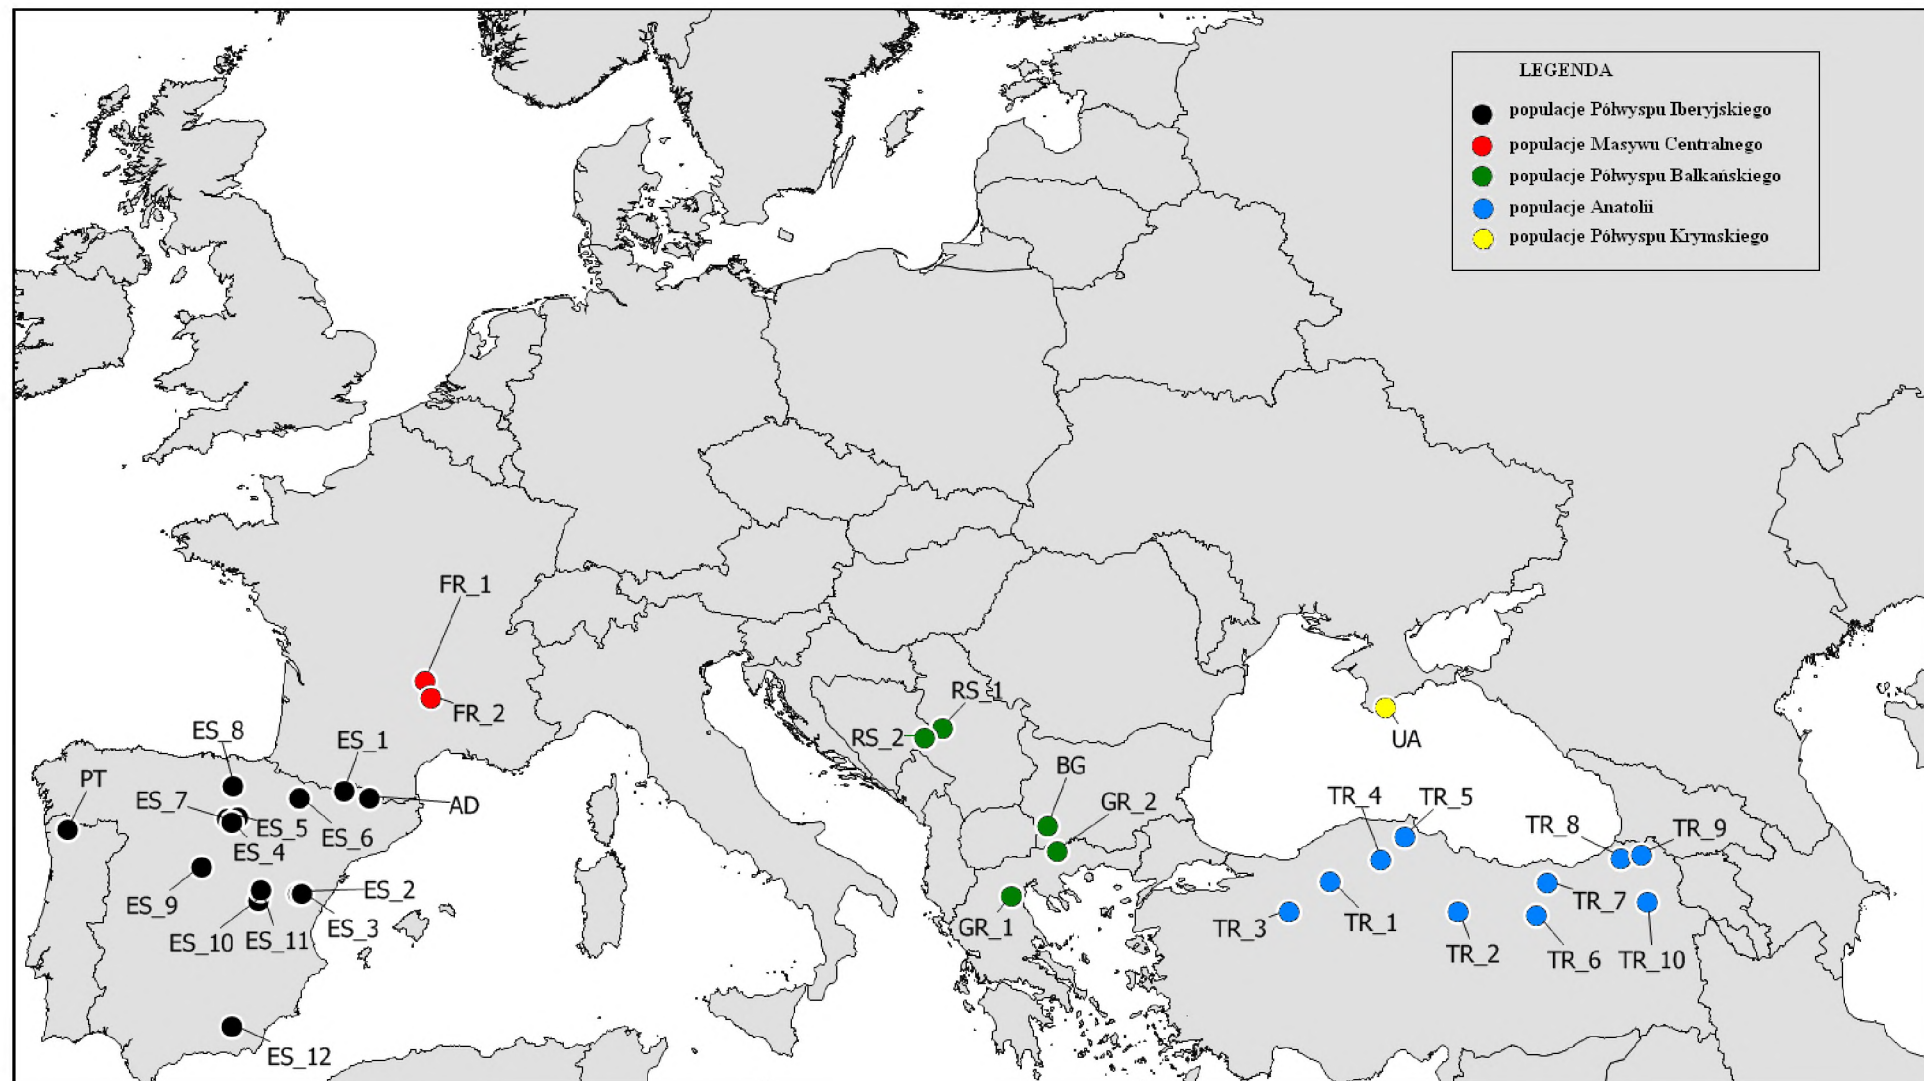 LEGENDA
populacje Półwyspu Iberyjskiego
populacje Masywu Centralnego
populacje Półwyspu Bałkańskiego
populacje Anatolii
populacje Półwyspu Krymskiego
FR_1
FR_2
RS_1
RS_2
ES_8
ES_1
UA
PT
BG
ES_7
AD
GR_2
TR_4
TR_5
ES_5
ES_6
TR_8
TR_9
ES_4
ES_2
ES_9
TR_7
ES_3
GR_1
TR_3
TR_1
ES_10
ES_11
TR_2
TR_6
TR_10
ES_12